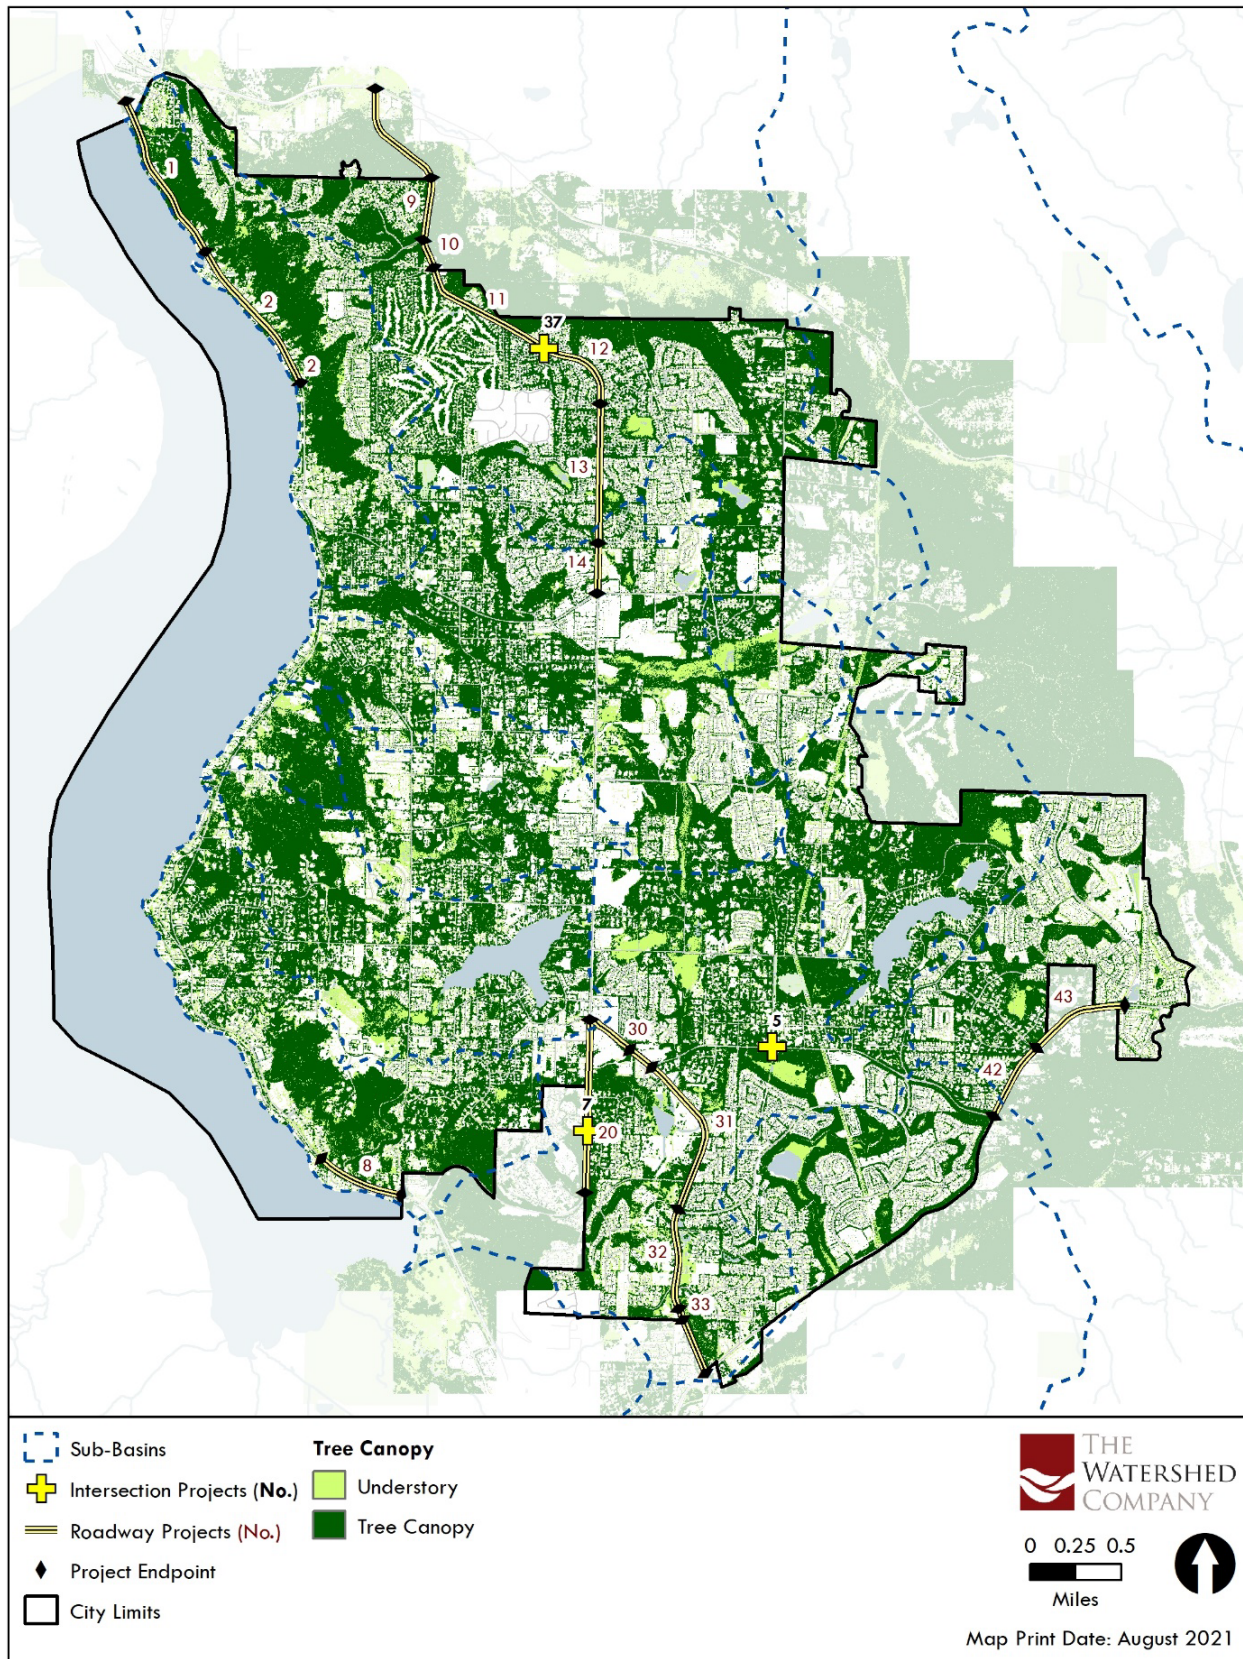 1
9
10
2
11
37
12
2
13
14
30
5
43
42
7
20
31
8
32
33
Sub-Basins
Intersection Projects (No.)
Roadway Projects (No.)
Project Endpoint
City Limits
Tree Canopy
Understory
Tree Canopy
THE
WATERSHED
COMPANY
0 0.25 0.5
Miles
Map Print Date: August 2021